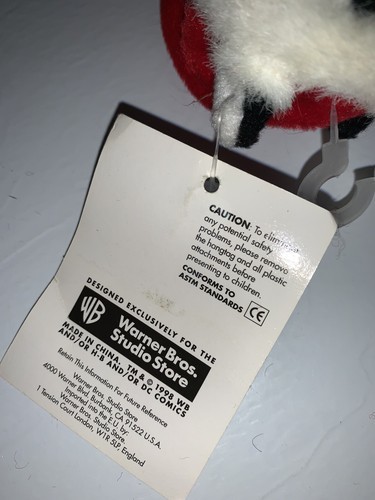 CAUTION: To eliminate
any potential safety
problems, please remove
the hangtag and all plastic
attachments before
presenting to children.
CONFORMS TO
ASTM STANDARDS CE
DESIGNED EXCLUSIVELY FOR THE
WB Warner Bros.
Studio Store
MADE IN CHINA. TM & © 1998 WB
AND/OR H-B AND/OR DC COMICS
Retain This Information For Future Reference
Warner Bros. Studio Store
4000 Warner Blvd. Burbank, CA 91522 U.S.A.
Imported into the E.U. by:
Warner Bros. Studio Store
1 Tension Court London, W1R 5LP, England